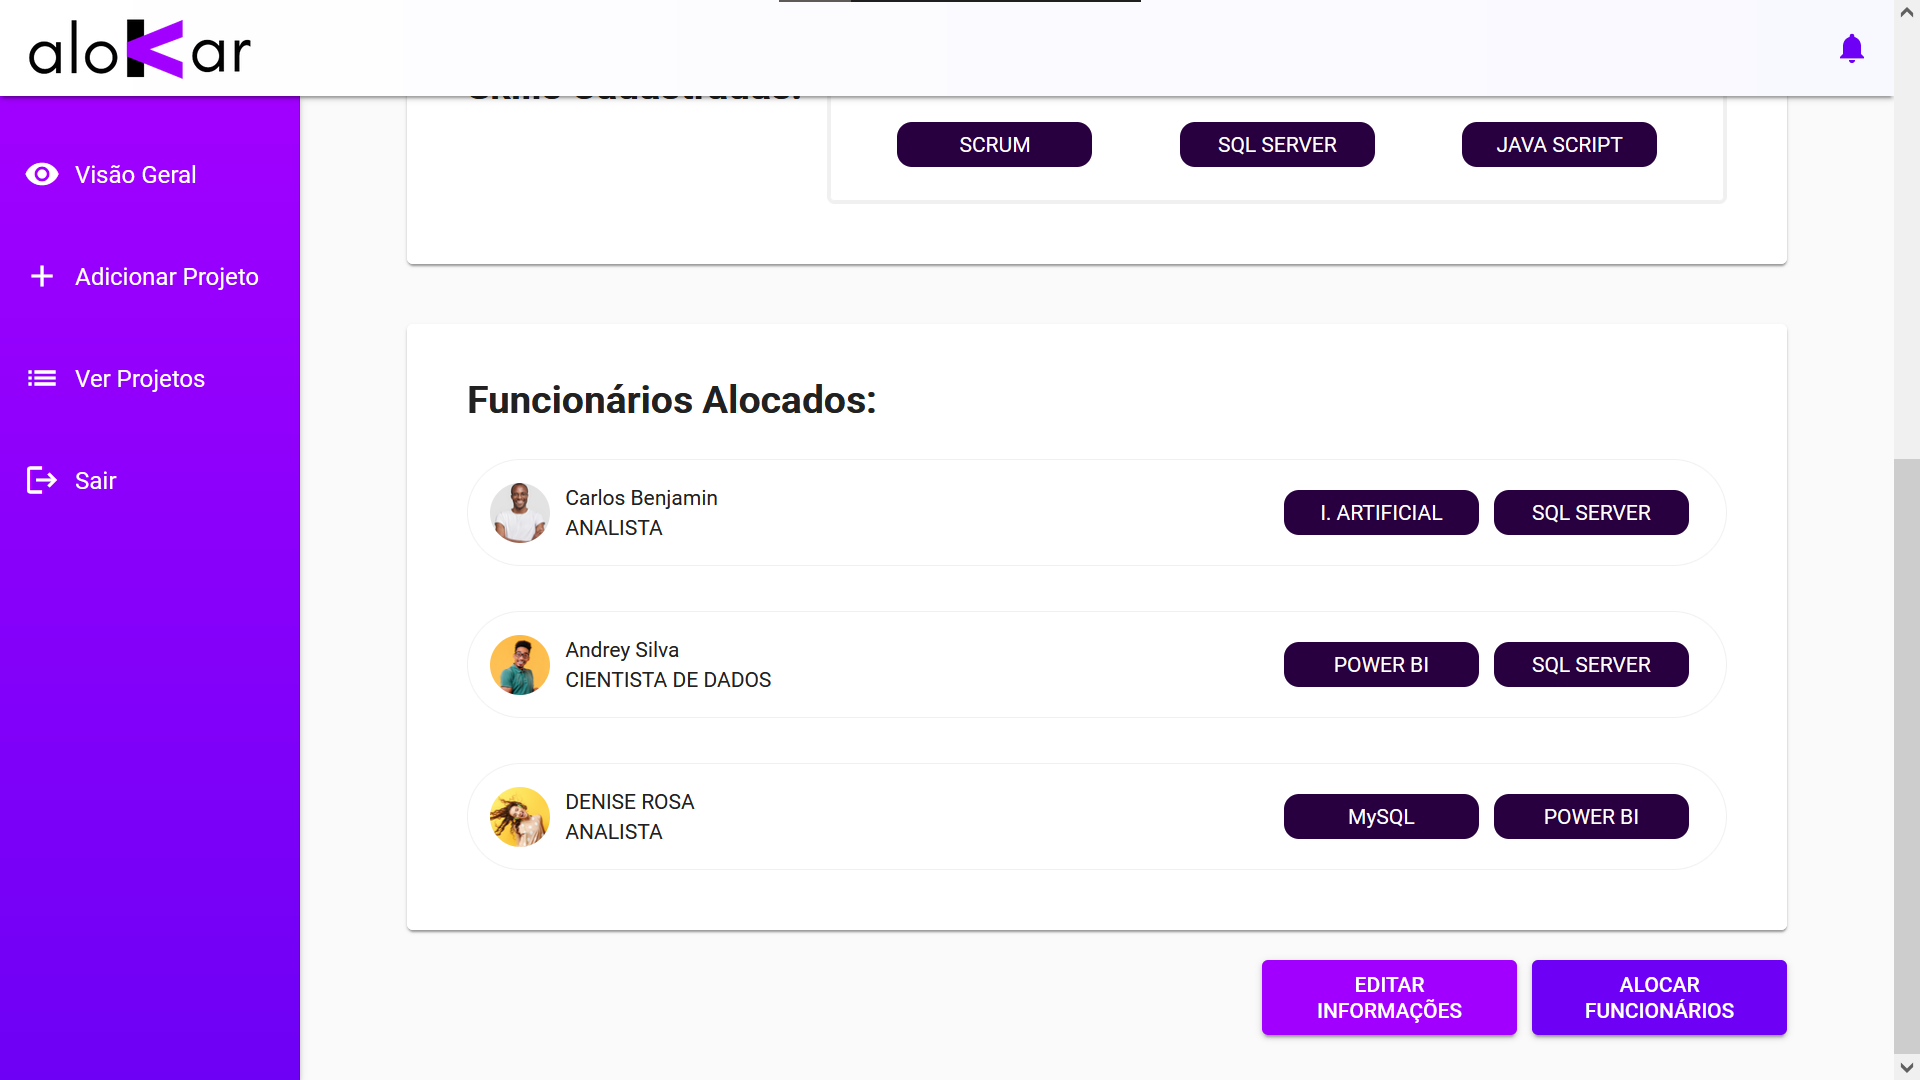 aloKar
Visão Geral
Adicionar Projeto
Ver Projetos
Sair
Skills Cadastradas:
SCRUM
SQL SERVER
JAVA SCRIPT
Funcionários Alocados:
Carlos Benjamin
ANALISTA
I. ARTIFICIAL
SQL SERVER
Andrey Silva
CIENTISTA DE DADOS
POWER BI
SQL SERVER
DENISE ROSA
ANALISTA
MySQL
POWER BI
EDITAR
INFORMAÇÕES
ALOCAR
FUNCIONÁRIOS